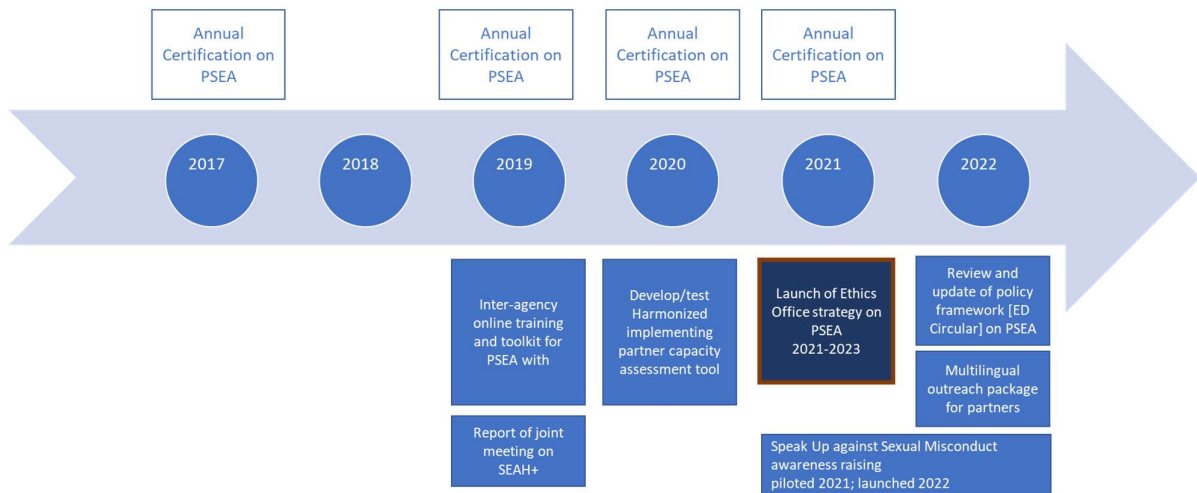 Annual
Certification on
PSEA
Annual
Certification on
PSEA
Annual
Certification on
PSEA
Annual
Certification on
PSEA
2017
2018
2019
2020
2021
2022
Inter-agency
online training
and toolkit for
PSEA with
Develop/test
Harmonized
implementing
partner capacity
assessment tool
Launch of Ethics
Office strategy on
PSEA
2021-2023
Review and
update of policy
framework [ED
Circular] on PSEA
Multilingual
outreach package
for partners
Report of joint
meeting on
SEAH+
Speak Up against Sexual Misconduct
awareness raising
piloted 2021; launched 2022